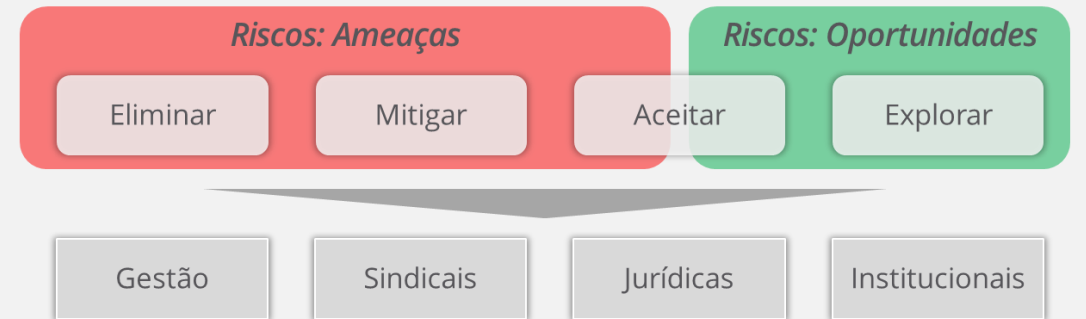 Riscos: Ameaças
Riscos: Oportunidades
Eliminar
Mitigar
Aceitar
Explorar
Gestão
Sindicais
Jurídicas
Institucionais